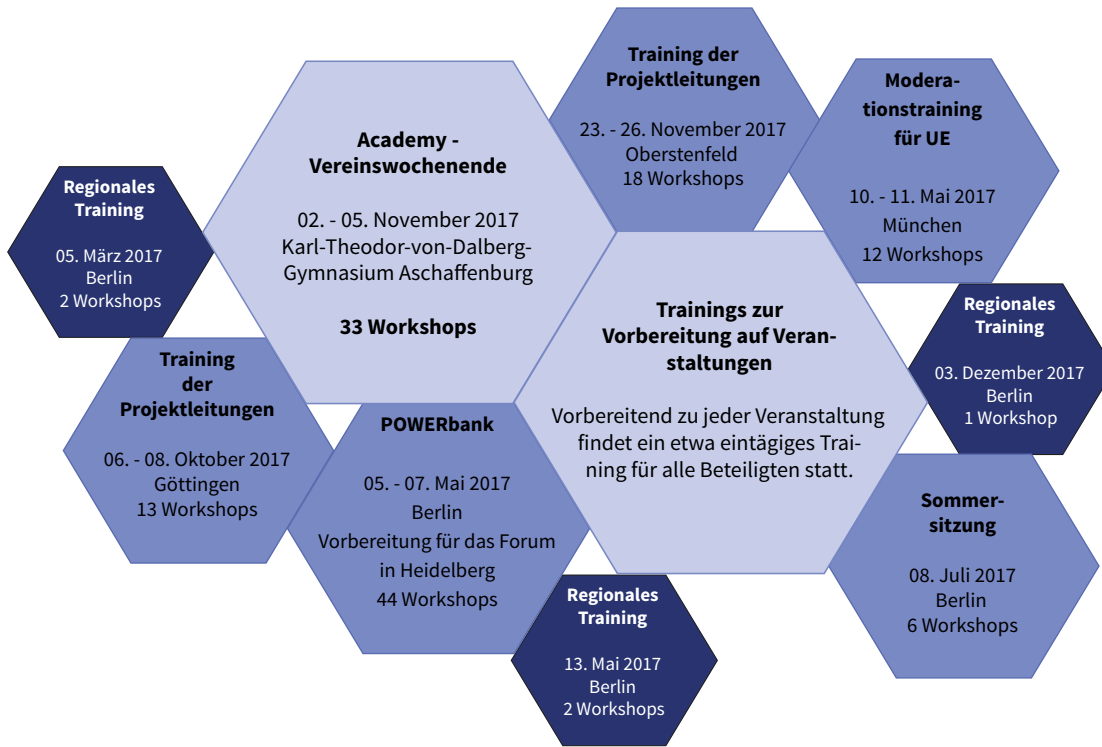 Training der
Projektleitungen
23. - 26. November 2017
Oberstenfeld
18 Workshops
Modera-
tionstraining
für UE
10. - 11. Mai 2017
München
12 Workshops
Academy -
Vereinswochenende
02. - 05. November 2017
Karl-Theodor-von-Dalberg-
Gymnasium Aschaffenburg
33 Workshops
Regionales
Training
05. März 2017
Berlin
2 Workshops
Trainings zur
Vorbereitung auf Veran-
staltungen
Vorbereitend zu jeder Veranstaltung
findet ein etwa eintägiges Trai-
ning für alle Beteiligten statt.
Regionales
Training
03. Dezember 2017
Berlin
1 Workshop
Training
der
Projektleitungen
06. - 08. Oktober 2017
Göttingen
13 Workshops
POWERbank
05. - 07. Mai 2017
Berlin
Vorbereitung für das Forum
in Heidelberg
44 Workshops
Sommer-
sitzung
08. Juli 2017
Berlin
6 Workshops
Regionales
Training
13. Mai 2017
Berlin
2 Workshops